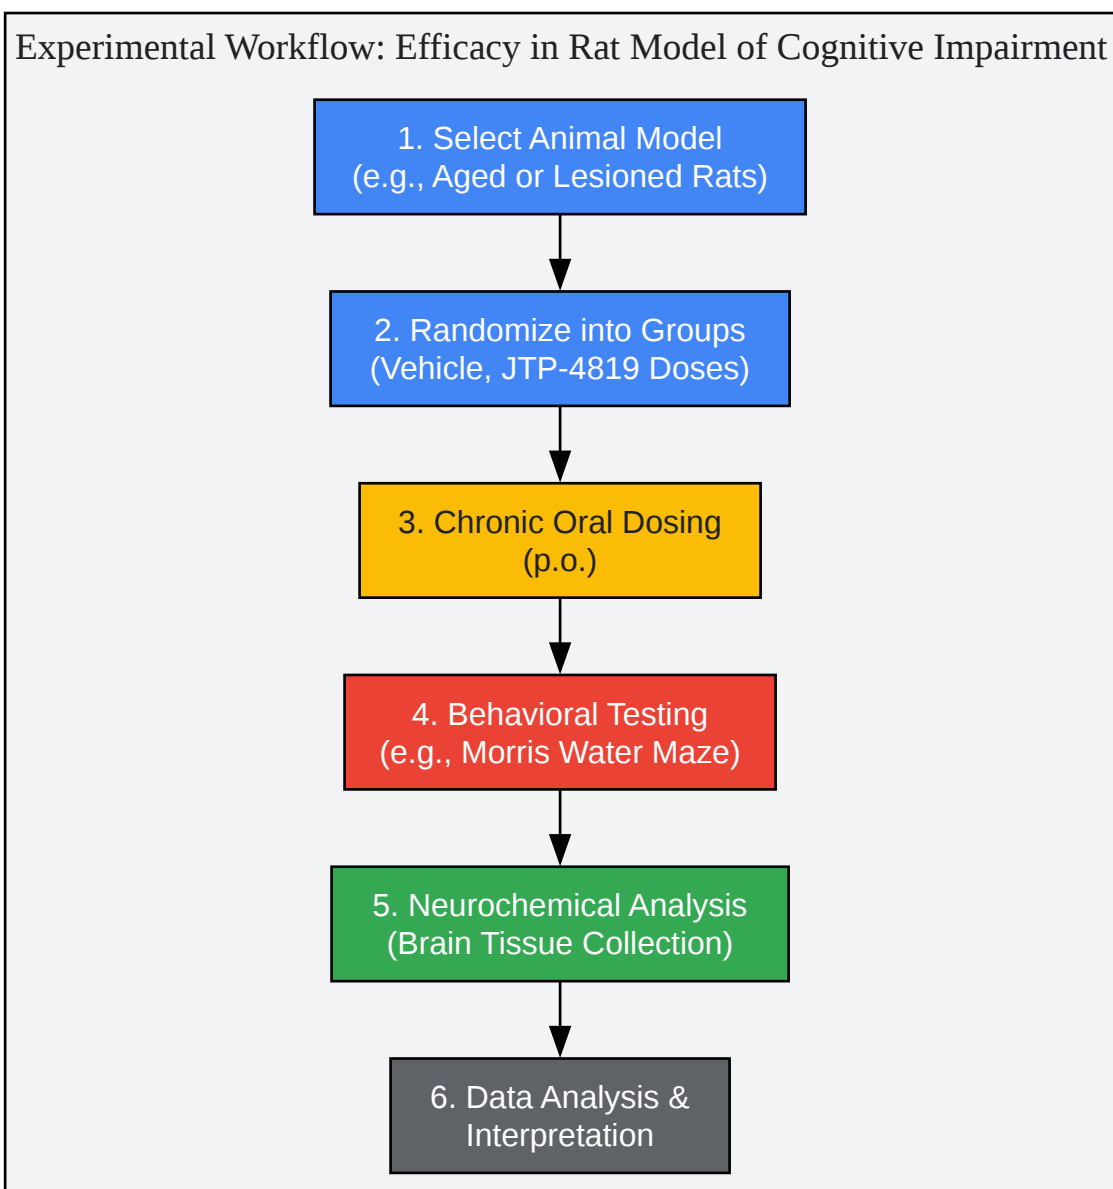 Experimental Workflow: Efficacy in Rat Model of Cognitive Impairment
1. Select Animal Model
(e.g., Aged or Lesioned Rats)
2. Randomize into Groups
(Vehicle, JTP-4819 Doses)
3. Chronic Oral Dosing
(p.o.)
4. Behavioral Testing
(e.g., Morris Water Maze)
5. Neurochemical Analysis
(Brain Tissue Collection)
6. Data Analysis &
Interpretation